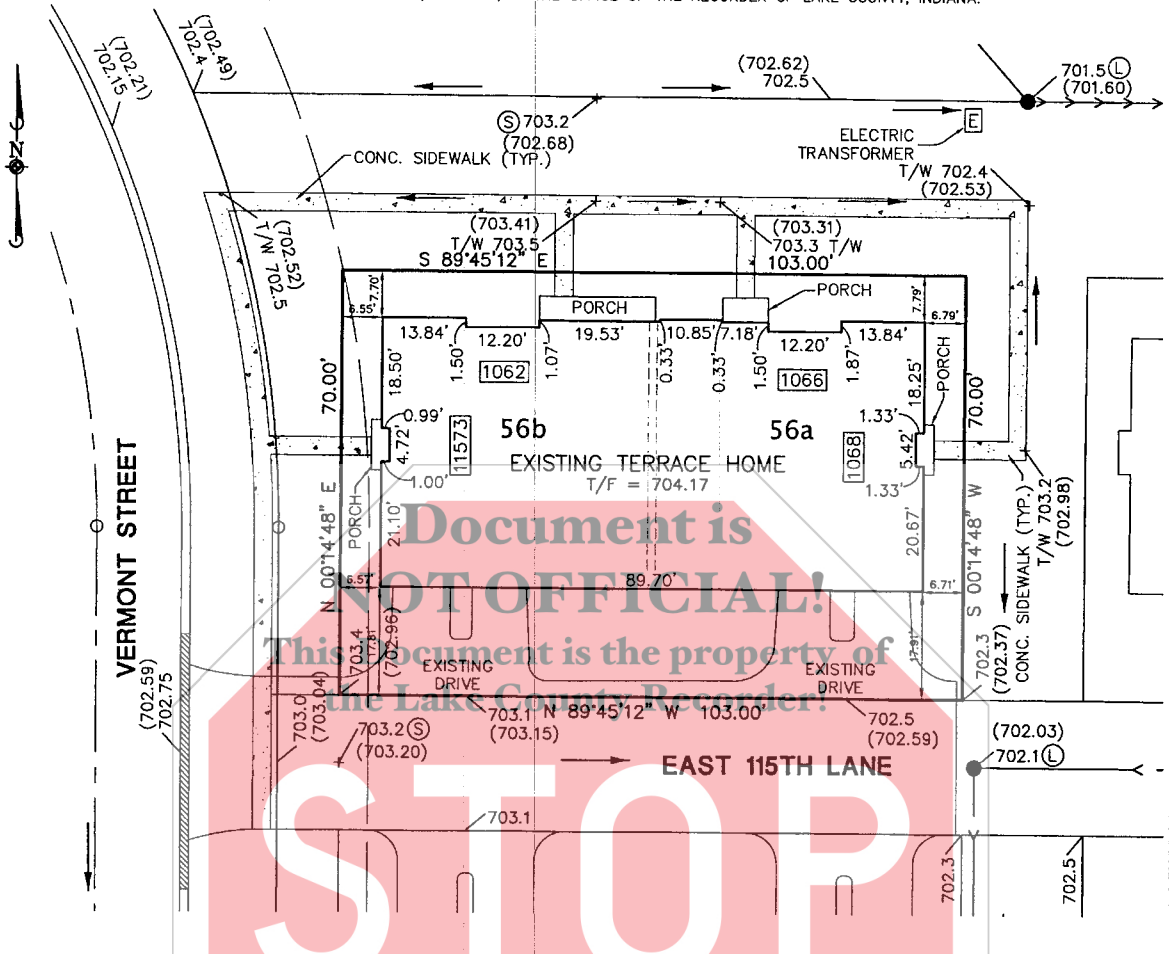 THE OFFICE OF THE RECORDER OF LAKE COUNTY, INDIANA.
(702.21)
702.15
(702.49)
702.4
(702.62)
702.5
701.5 L
(701.60)
S 703.2
(702.68)
E
ELECTRIC
TRANSFORMER
CONC. SIDEWALK (TYP.)
T/W 702.4
(702.53)
N
(702.52)
T/W 702.5
(703.41)
T/W 703.5
(703.31)
703.3 T/W
S 89°45'12" E
103.00'
PORCH
PORCH
7.70'
6.55'
7.79'
6.79'
13.84'
12.20'
19.53'
10.85'
7.18'
12.20'
13.84'
1.50'
1.07'
0.33'
0.33'
1.50'
1.87'
18.50'
18.25'
PORCH
1062
1066
70.00'
70.00'
0.99'
4.72'
1.00'
11573
56b
56a
1068
1.33'
5.42'
1.33'
EXISTING TERRACE HOME
T/F = 704.17
VERMONT STREET
N 00°14'48" E
PORCH
21.10'
20.67'
S 00°14'48" W
CONC. SIDEWALK (TYP.)
T/W 703.2
(702.98)
Document is
NOT OFFICIAL!
This Document is the property of
the Lake County Recorder!
6.57'
89.70'
6.71'
17.81'
17.91'
703.4
(702.96)
EXISTING
DRIVE
EXISTING
DRIVE
702.3
(702.37)
(702.59)
702.75
703.0
(703.04)
703.2 S
(703.20)
703.1
(703.15)
N 89°45'12" W 103.00'
702.5
(702.59)
(702.03)
702.1 L
EAST 115TH LANE
703.1
702.3
702.5
STOP